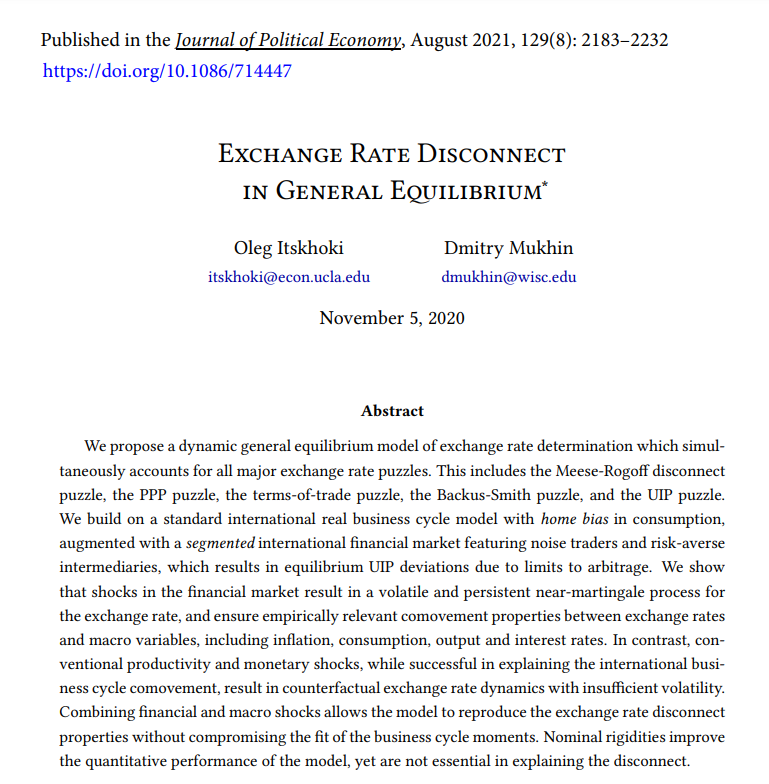 Published in the Journal of Political Economy, August 2021, 129(8): 2183–2232
https://doi.org/10.1086/714447
Exchange Rate Disconnect
in General Equilibrium*
Oleg Itskhoki Dmitry Mukhin
itskhoki@econ.ucla.edu dmukhin@wisc.edu
November 5, 2020
Abstract
We propose a dynamic general equilibrium model of exchange rate determination which simul-
taneously accounts for all major exchange rate puzzles. This includes the Meese-Rogoff disconnect
puzzle, the PPP puzzle, the terms-of-trade puzzle, the Backus-Smith puzzle, and the UIP puzzle.
We build on a standard international real business cycle model with home bias in consumption,
augmented with a segmented international financial market featuring noise traders and risk-averse
intermediaries, which results in equilibrium UIP deviations due to limits to arbitrage. We show
that shocks in the financial market result in a volatile and persistent near-martingale process for
the exchange rate, and ensure empirically relevant comovement properties between exchange rates
and macro variables, including inflation, consumption, output and interest rates. In contrast, con-
ventional productivity and monetary shocks, while successful in explaining the international busi-
ness cycle comovement, result in counterfactual exchange rate dynamics with insufficient volatility.
Combining financial and macro shocks allows the model to reproduce the exchange rate disconnect
properties without compromising the fit of the business cycle moments. Nominal rigidities improve
the quantitative performance of the model, yet are not essential in explaining the disconnect.